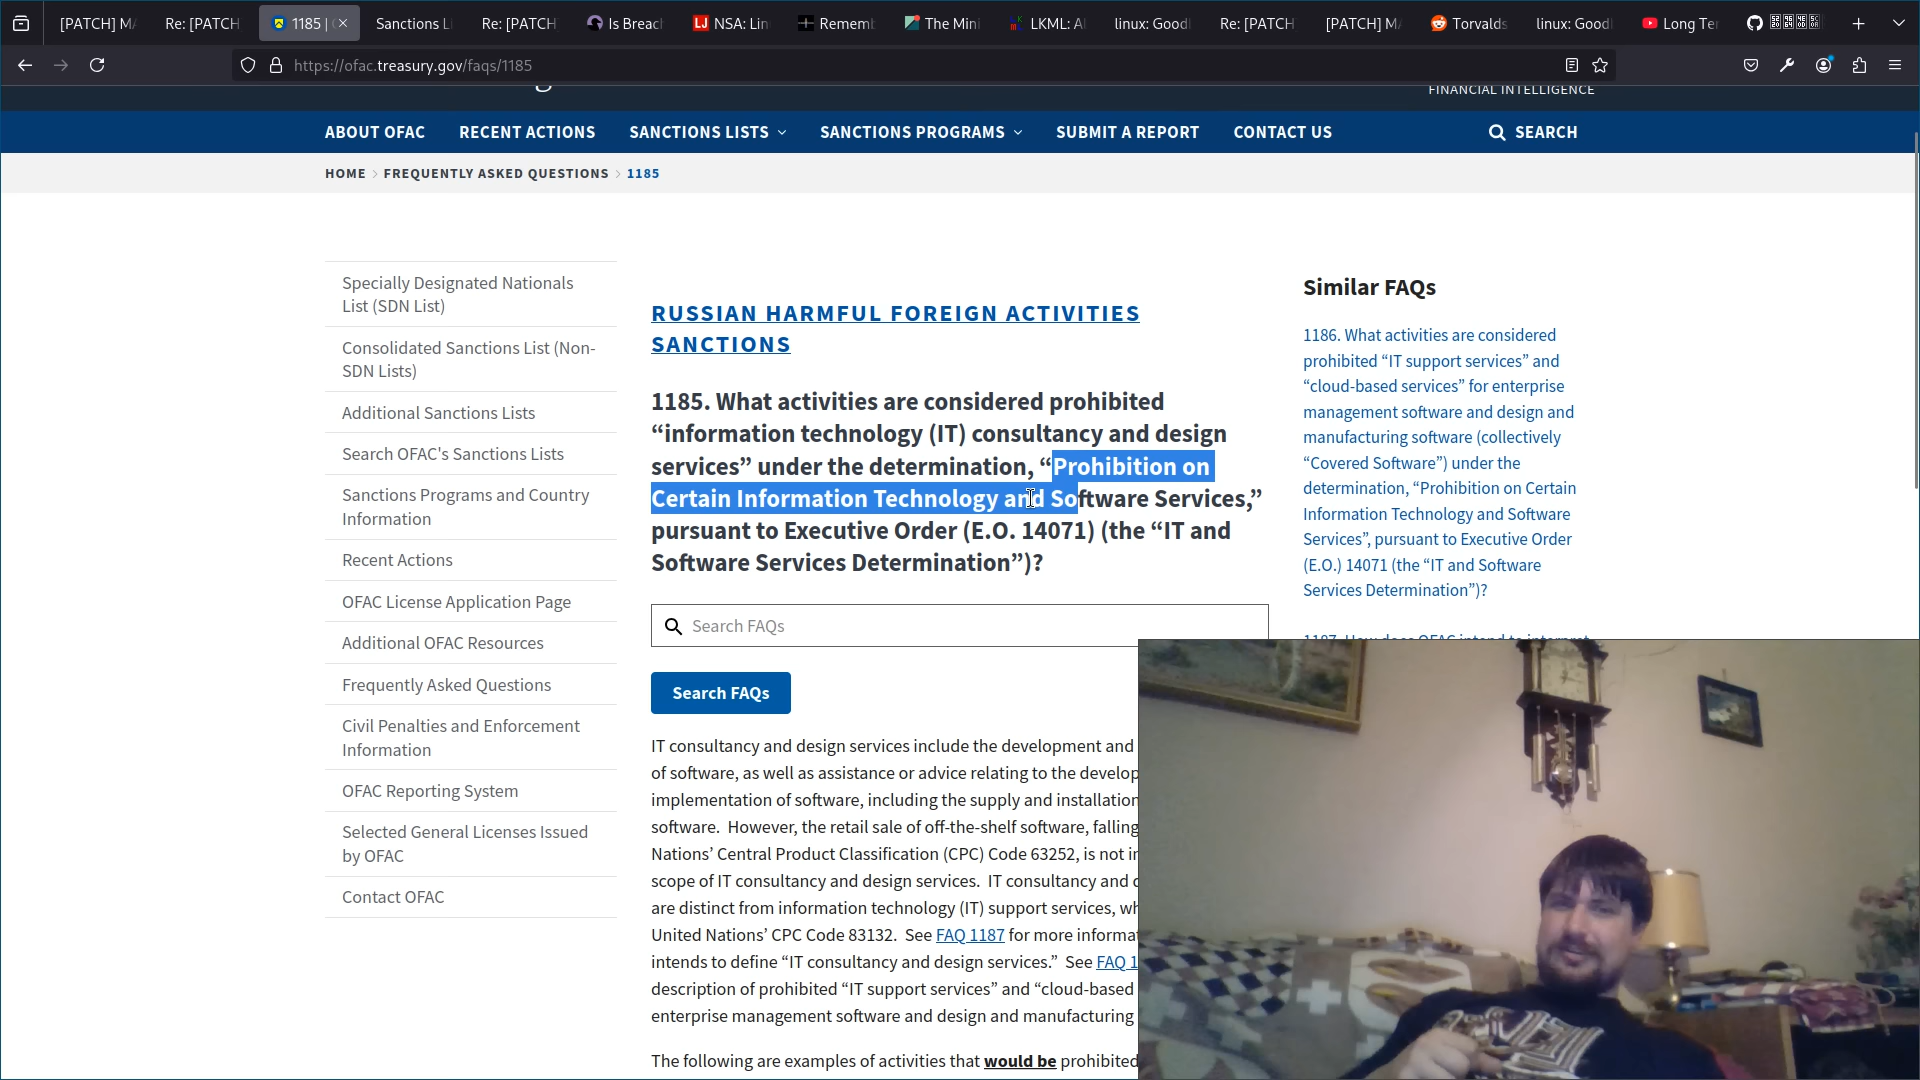 [PATCH] MA
Re: [PATCH
1185 |
Sanctions Li
Re: [PATCH
Is Breach
NSA: Lin
Rememb
The Mini
LKML: A
linux: Good
Re: [PATCH
[PATCH] MA
Torvalds
linux: Good
Long Ter
https://ofac.treasury.gov/faqs/1185
FINANCIAL INTELLIGENCE
ABOUT OFAC
RECENT ACTIONS
SANCTIONS LISTS
SANCTIONS PROGRAMS
SUBMIT A REPORT
CONTACT US
SEARCH
HOME > FREQUENTLY ASKED QUESTIONS > 1185
Specially Designated Nationals
List (SDN List)
Consolidated Sanctions List (Non-
SDN Lists)
Additional Sanctions Lists
Search OFAC's Sanctions Lists
Sanctions Programs and Country
Information
Recent Actions
OFAC License Application Page
Additional OFAC Resources
Frequently Asked Questions
Civil Penalties and Enforcement
Information
OFAC Reporting System
Selected General Licenses Issued
by OFAC
Contact OFAC
RUSSIAN HARMFUL FOREIGN ACTIVITIES
SANCTIONS
1185. What activities are considered prohibited
“information technology (IT) consultancy and design
services” under the determination, “Prohibition on
Certain Information Technology and Software Services,”
pursuant to Executive Order (E.O. 14071) (the “IT and
Software Services Determination”)?
Search FAQs
Search FAQs
IT consultancy and design services include the development and
of software, as well as assistance or advice relating to the develop
implementation of software, including the supply and installation
software.  However, the retail sale of off-the-shelf software, falling
Nations’ Central Product Classification (CPC) Code 63252, is not in
scope of IT consultancy and design services.  IT consultancy and d
are distinct from information technology (IT) support services, wh
United Nations’ CPC Code 83132.  See FAQ 1187 for more informat
intends to define “IT consultancy and design services.”  See FAQ 1
description of prohibited “IT support services” and “cloud-based
enterprise management software and design and manufacturing
The following are examples of activities that would be prohibited
Similar FAQs
1186. What activities are considered
prohibited “IT support services” and
“cloud-based services” for enterprise
management software and design and
manufacturing software (collectively
“Covered Software”) under the
determination, “Prohibition on Certain
Information Technology and Software
Services”, pursuant to Executive Order
(E.O.) 14071 (the “IT and Software
Services Determination”)?
1187. How does OFAC intend to interpret